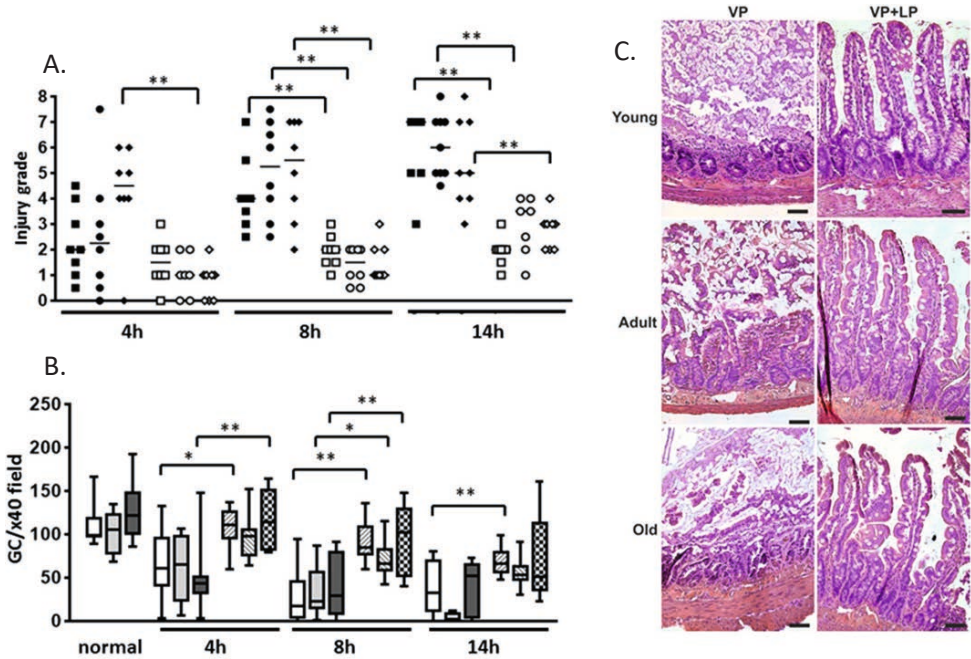 A.
**
**
**
**
**
**
**
Injury grade
8
7
6
5
4
3
2
1
0
4h
8h
14h
B.
GC/x40 field
250
200
150
100
50
0
*
**
**
*
**
**
normal
4h
8h
14h
C.
VP
VP+LP
Young
Adult
Old